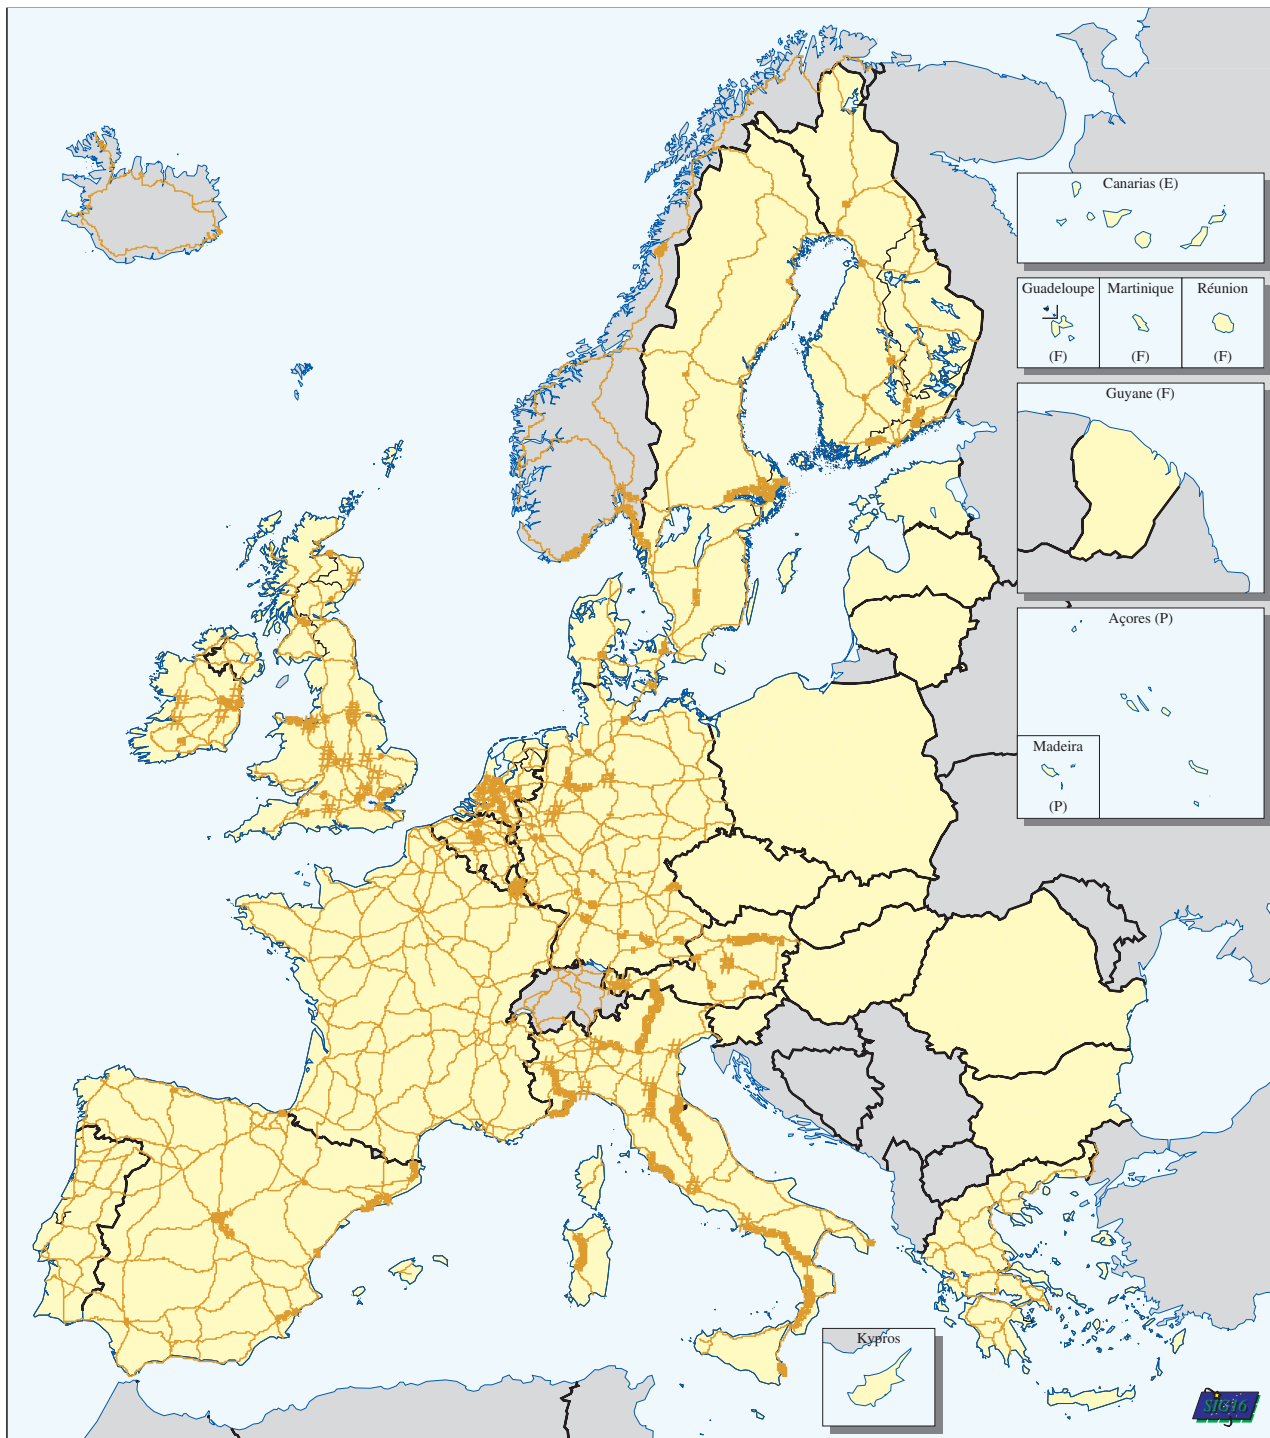 Canarias (E)
Guadeloupe
Martinique
Réunion
(F)
(F)
(F)
Guyane (F)
Açores (P)
Madeira
(P)
Kypros
SIG16